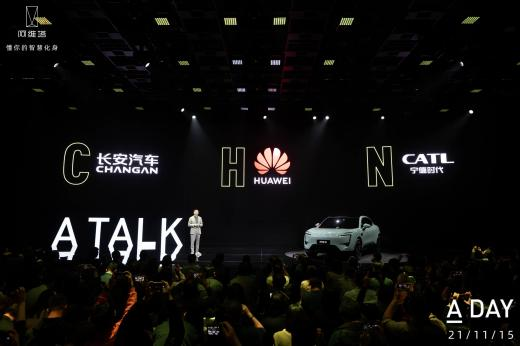 阿维塔
懂你的智慧化身
C
长安汽车
CHANGAN
H
HUAWEI
N
CATL
宁德时代
A TALK
A DAY
21/11/15